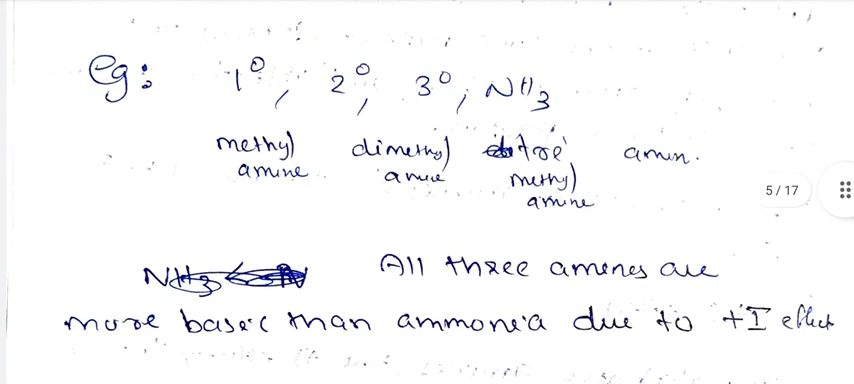 eg: 1°, 2°, 3°, NH3
methyl dimethyl tri amin.
amine amine methyl
amine
5 / 17
NH3 All three amines are
more basic than ammonia due to +I effect